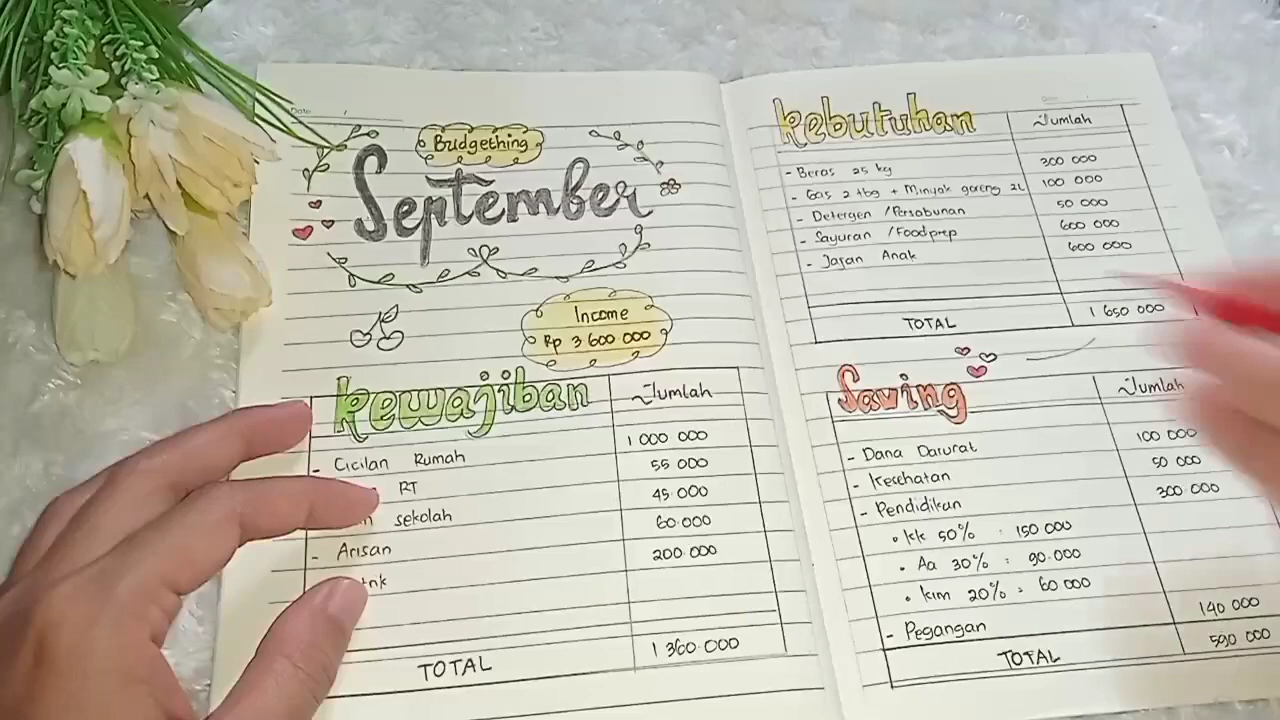 Date
Budgething
September
Income
Rp 3 600 000
kewajiban Jumlah
- Cicilan Rumah 1 000 000
RT 55 000
sekolah 45.000
- Arisan 60.000
tnk 200.000
TOTAL 1 360.000
kebutuhan Jumlah
- Beras 25 kg 300 000
- Gas 2 tbg + Minyak goreng 2L 100 000
- Detergen /Persabunan 50 000
- Sayuran /Foodprep 600 000
- Jajan Anak 600 000
TOTAL 1 650 000
Saving Jumlah
- Dana Darurat 100 000
- Kesehatan 50 000
- Pendidikan 300 000
• kk 50% : 150 000
• Aa 30% : 90.000
• kim 20% : 60 000
- Pegangan 140 000
TOTAL 590 000